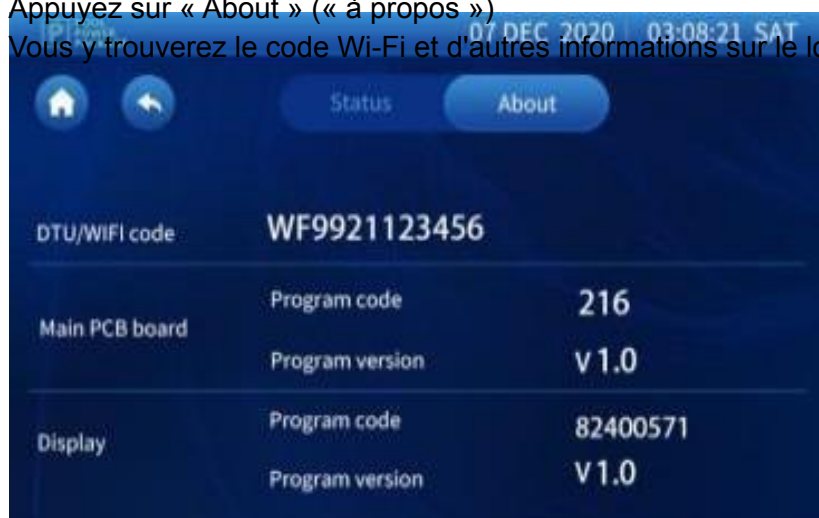 Appuyez sur « About » (« à propos »)
07 DEC 2020 03:08:21 SAT
Vous y trouverez le code Wi-Fi et d'autres informations sur le
Status About
DTU/WIFI code WF9921123456
Main PCB board
Program code 216
Program version V 1.0
Display
Program code 82400571
Program version V 1.0